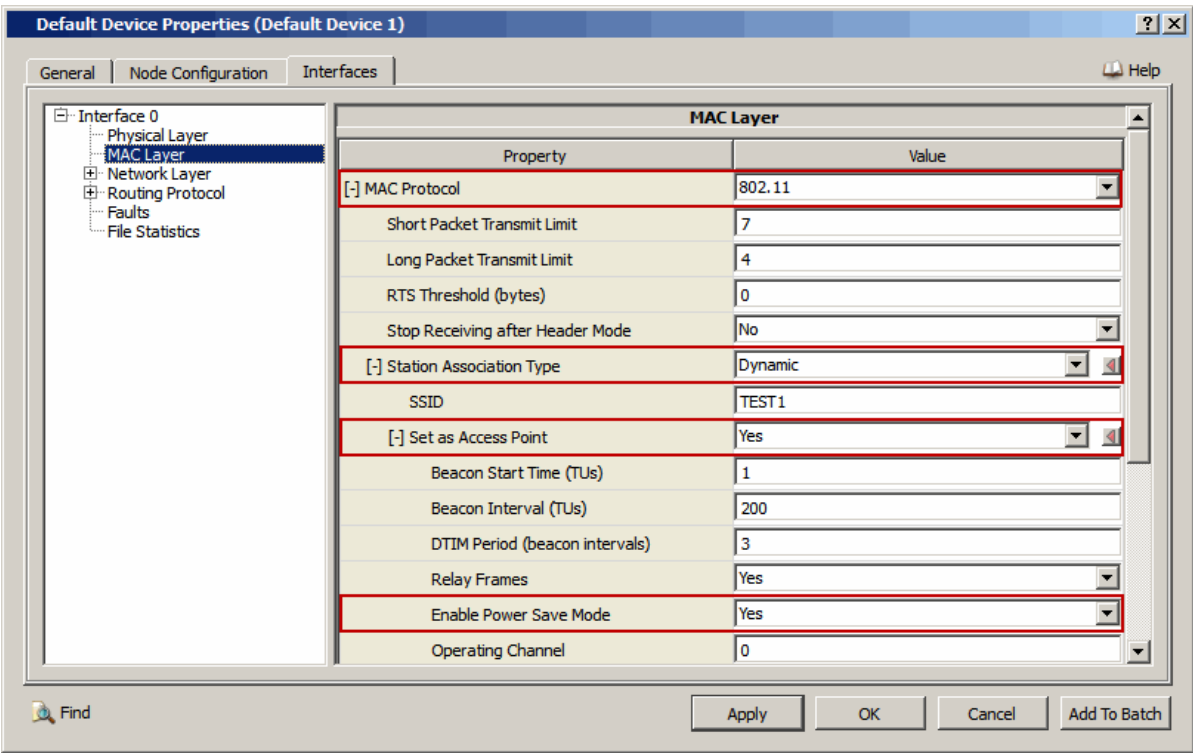 Default Device Properties (Default Device 1)
General
Node Configuration
Interfaces
Help
Interface 0
Physical Layer
MAC Layer
Network Layer
Routing Protocol
Faults
File Statistics
MAC Layer
Property Value
[-] MAC Protocol 802.11
Short Packet Transmit Limit 7
Long Packet Transmit Limit 4
RTS Threshold (bytes) 0
Stop Receiving after Header Mode No
[-] Station Association Type Dynamic
SSID TEST1
[-] Set as Access Point Yes
Beacon Start Time (TUs) 1
Beacon Interval (TUs) 200
DTIM Period (beacon intervals) 3
Relay Frames Yes
Enable Power Save Mode Yes
Operating Channel 0
Find
Apply
OK
Cancel
Add To Batch